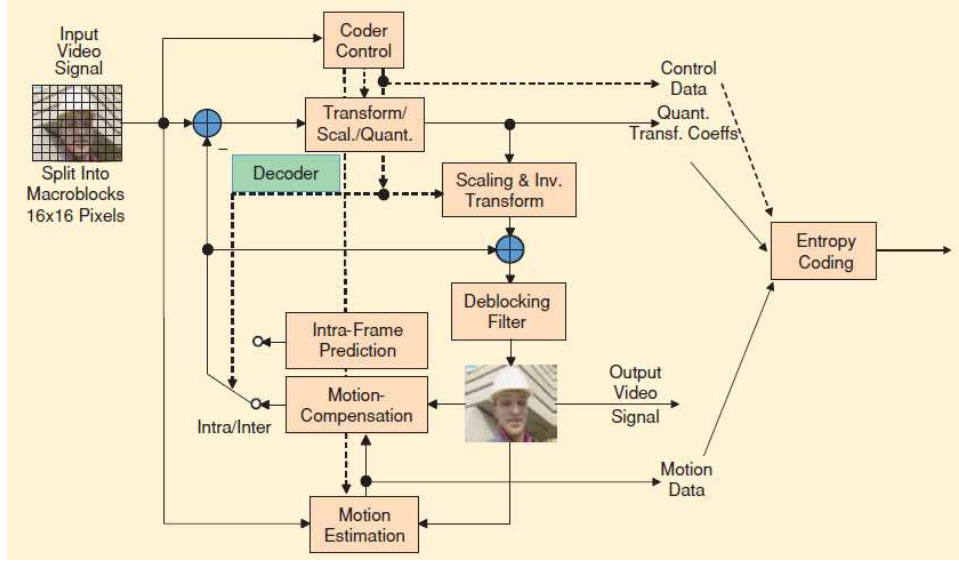 Input
Video
Signal
Split Into
Macroblocks
16x16 Pixels
Coder
Control
Transform/
Scal./Quant.
Decoder
Scaling & Inv.
Transform
Control
Data
Quant.
Transf. Coeffs
Entropy
Coding
Deblocking
Filter
Intra-Frame
Prediction
Motion-
Compensation
Intra/Inter
Output
Video
Signal
Motion
Data
Motion
Estimation